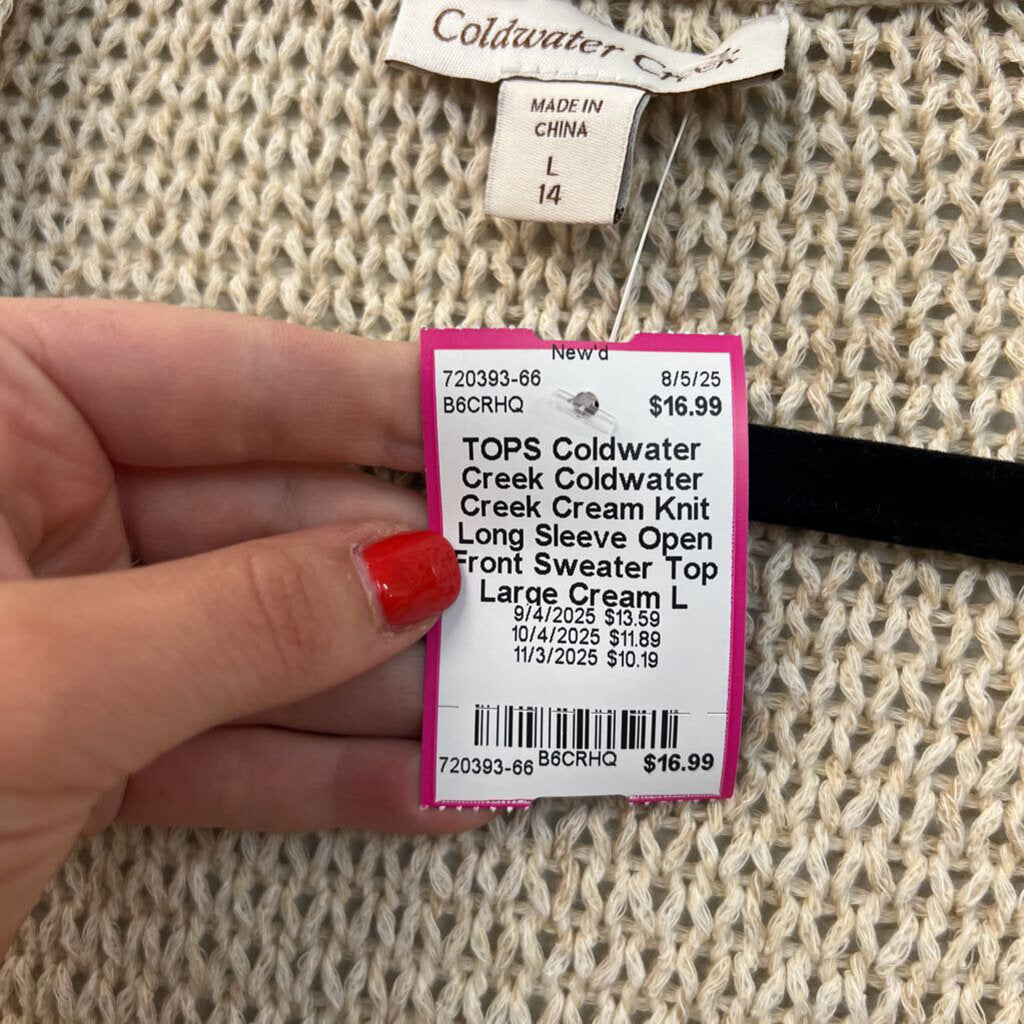 Coldwater Creek
MADE IN
CHINA
L
14
New'd
720393-66 8/5/25
B6CRHQ $16.99
TOPS Coldwater
Creek Coldwater
Creek Cream Knit
Long Sleeve Open
Front Sweater Top
Large Cream L
9/4/2025 $13.59
10/4/2025 $11.89
11/3/2025 $10.19
720393-66 B6CRHQ $16.99